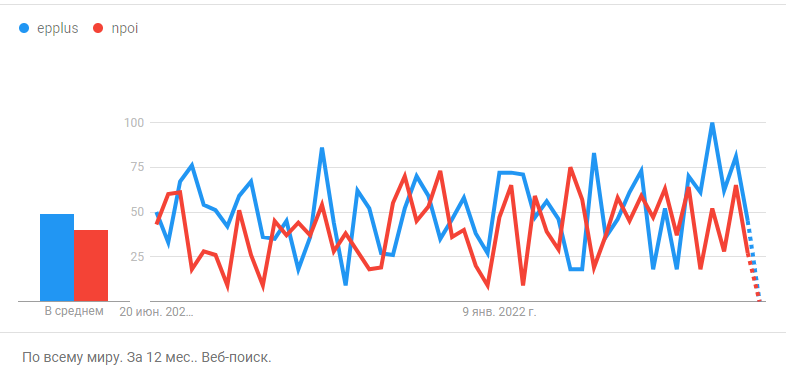 epplus npoi
100
75
50
25
В среднем 20 июн. 202... 9 янв. 2022 г.
По всему миру. За 12 мес.. Веб-поиск.